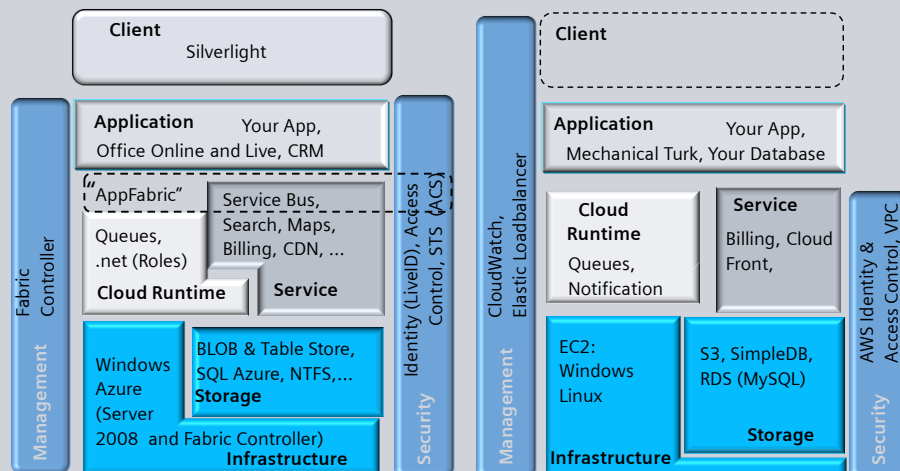 Client
Silverlight
Application
Your App,
Office Online and Live, CRM
“AppFabric”
Service Bus,
Search, Maps,
Billing, CDN, ...
Service
Queues,
.net (Roles)
Cloud Runtime
Windows
Azure
(Server
2008 and Fabric Controller)
Infrastructure
BLOB & Table Store,
SQL Azure, NTFS,...
Storage
Fabric
Controller
Management
Identity (LiveID), Access
Control, STS (ACS)
Security
Client
Application
Your App,
Mechanical Turk, Your Database
Cloud
Runtime
Queues,
Notification
Service
Billing, Cloud
Front,
EC2:
Windows
Linux
Infrastructure
S3, SimpleDB,
RDS (MySQL)
Storage
CloudWatch,
Elastic Loadbalancer
Management
AWS Identity &
Access Control, VPC
Security